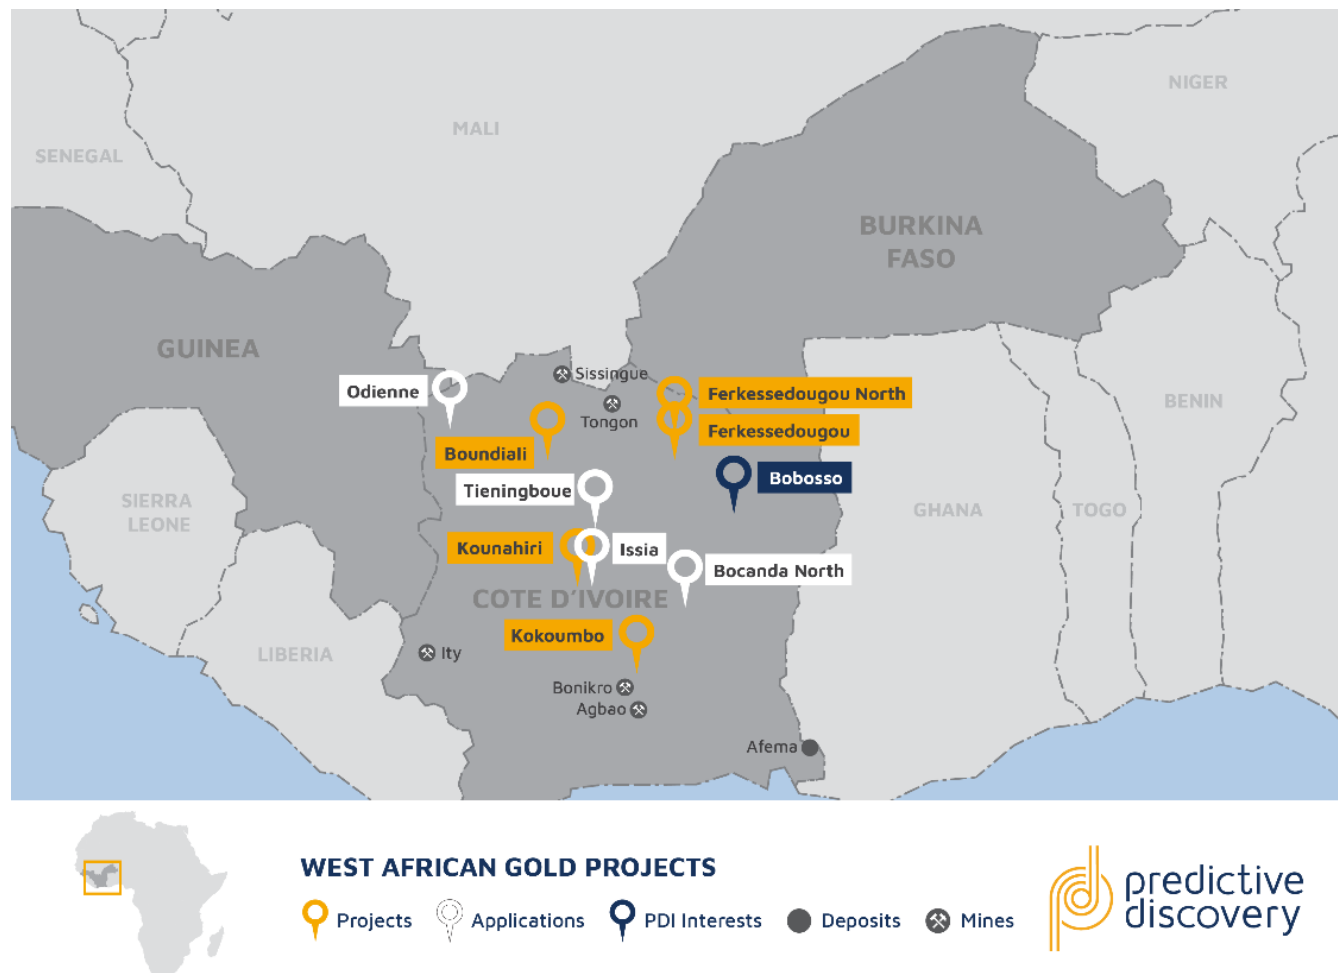 NIGER
MALI
SENEGAL
BURKINA
FASO
GUINEA
Sissingue
Odienne
Ferkessedougou North
BENIN
Tongon
Ferkessedougou
Boundiali
Bobosso
Tieningboue
SIERRA
LEONE
GHANA
TOGO
Kounahiri
Issia
Bocanda North
COTE D'IVOIRE
Kokoumbo
LIBERIA
Ity
Bonikro
Agbao
Afema
WEST AFRICAN GOLD PROJECTS
Projects
Applications
PDI Interests
Deposits
Mines
predictive
discovery